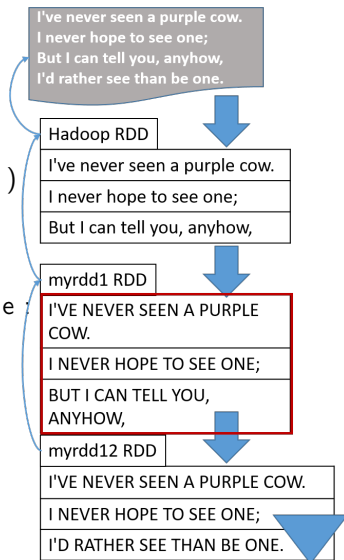 I've never seen a purple cow.
I never hope to see one;
But I can tell you, anyhow,
I'd rather see than be one.
Hadoop RDD
I've never seen a purple cow.
)
I never hope to see one;
But I can tell you, anyhow,
myrdd1 RDD
e :
I'VE NEVER SEEN A PURPLE
COW.
I NEVER HOPE TO SEE ONE;
BUT I CAN TELL YOU,
ANYHOW,
myrdd12 RDD
I'VE NEVER SEEN A PURPLE COW.
I NEVER HOPE TO SEE ONE;
I'D RATHER SEE THAN BE ONE.